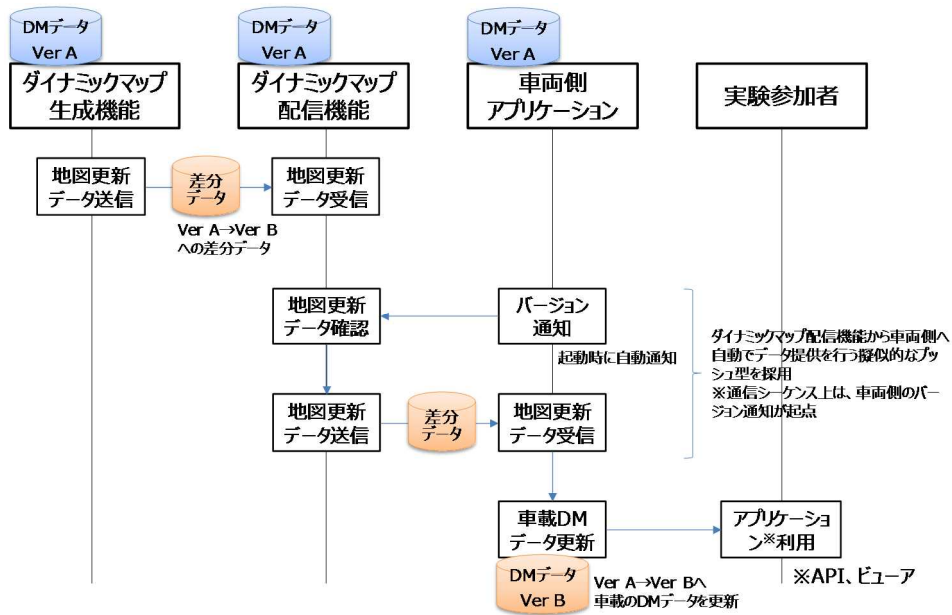 DMデータ
Ver A
DMデータ
Ver A
DMデータ
Ver A
ダイナミックマップ
生成機能
ダイナミックマップ
配信機能
車両側
アプリケーション
実験参加者
地図更新
データ送信
差分
データ
地図更新
データ受信
Ver A→Ver B
への差分データ
地図更新
データ確認
バージョン
通知
起動時に自動通知
ダイナミックマップ配信機能から車両側へ
自動でデータ提供を行う擬似的なプッ
シュ型を採用
※通信シーケンス上は、車両側のバー
ジョン通知が起点
地図更新
データ送信
差分
データ
地図更新
データ受信
車載DM
データ更新
アプリケーショ
ン※利用
DMデータ
Ver B
Ver A→Ver Bへ
車載のDMデータを更新
※API、ビューア